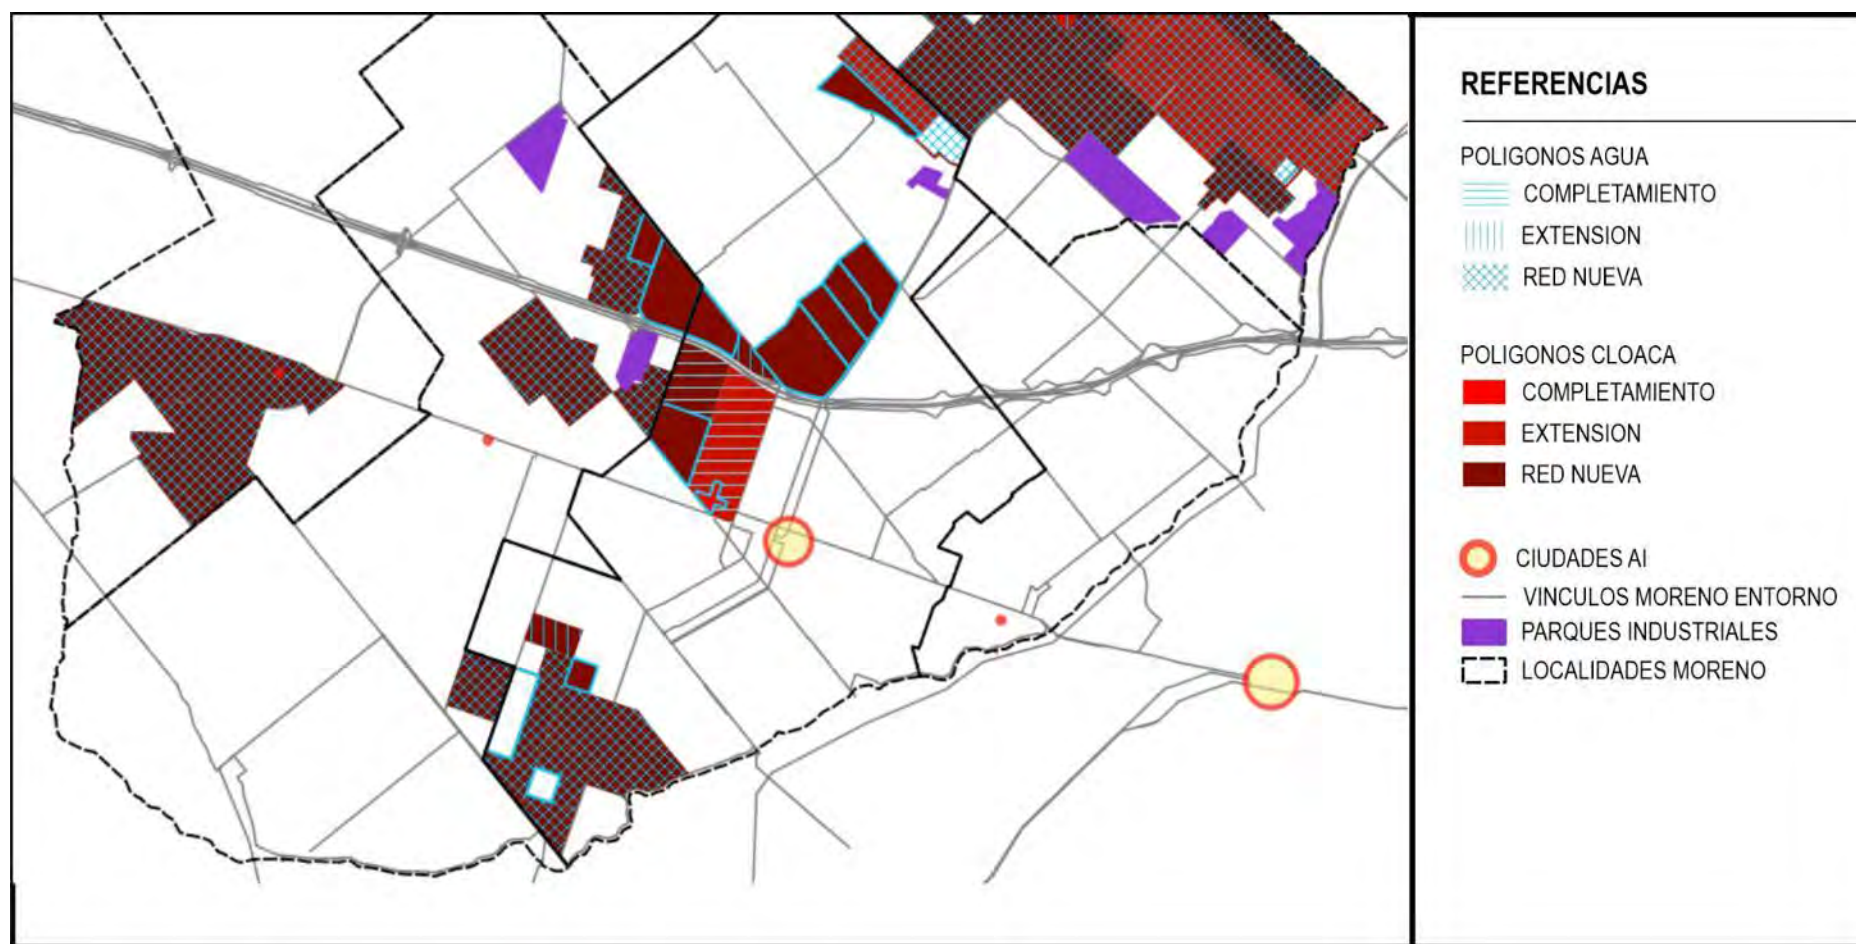 REFERENCIAS
POLIGONOS AGUA
COMPLETAMIENTO
EXTENSION
RED NUEVA
POLIGONOS CLOACA
COMPLETAMIENTO
EXTENSION
RED NUEVA
CIUDADES AI
VINCULOS MORENO ENTORNO
PARQUES INDUSTRIALES
LOCALIDADES MORENO